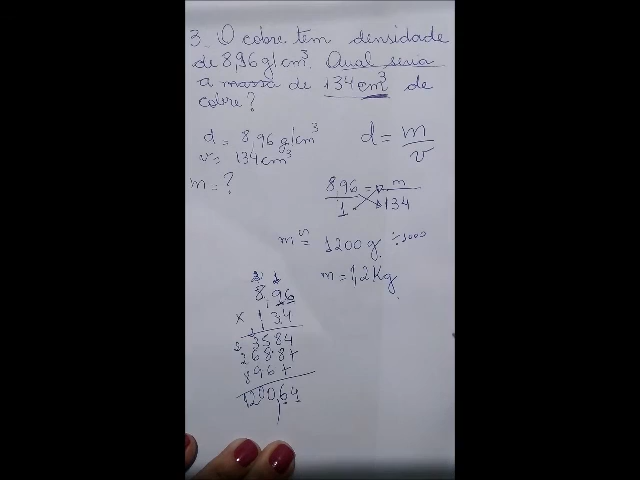 3. O cobre tem densidade
de 8,96 g/cm³. Qual seria
a massa de 134 cm³ de
cobre?
d = 8,96 g/cm³
v = 134 cm³
m = ?
d = m
v
8,96 = m
1 134
m ≈ 1200 g ÷1000
m = 1,2 Kg.
2 2
8,96
x 134
3584
2688+
896+
1200,64